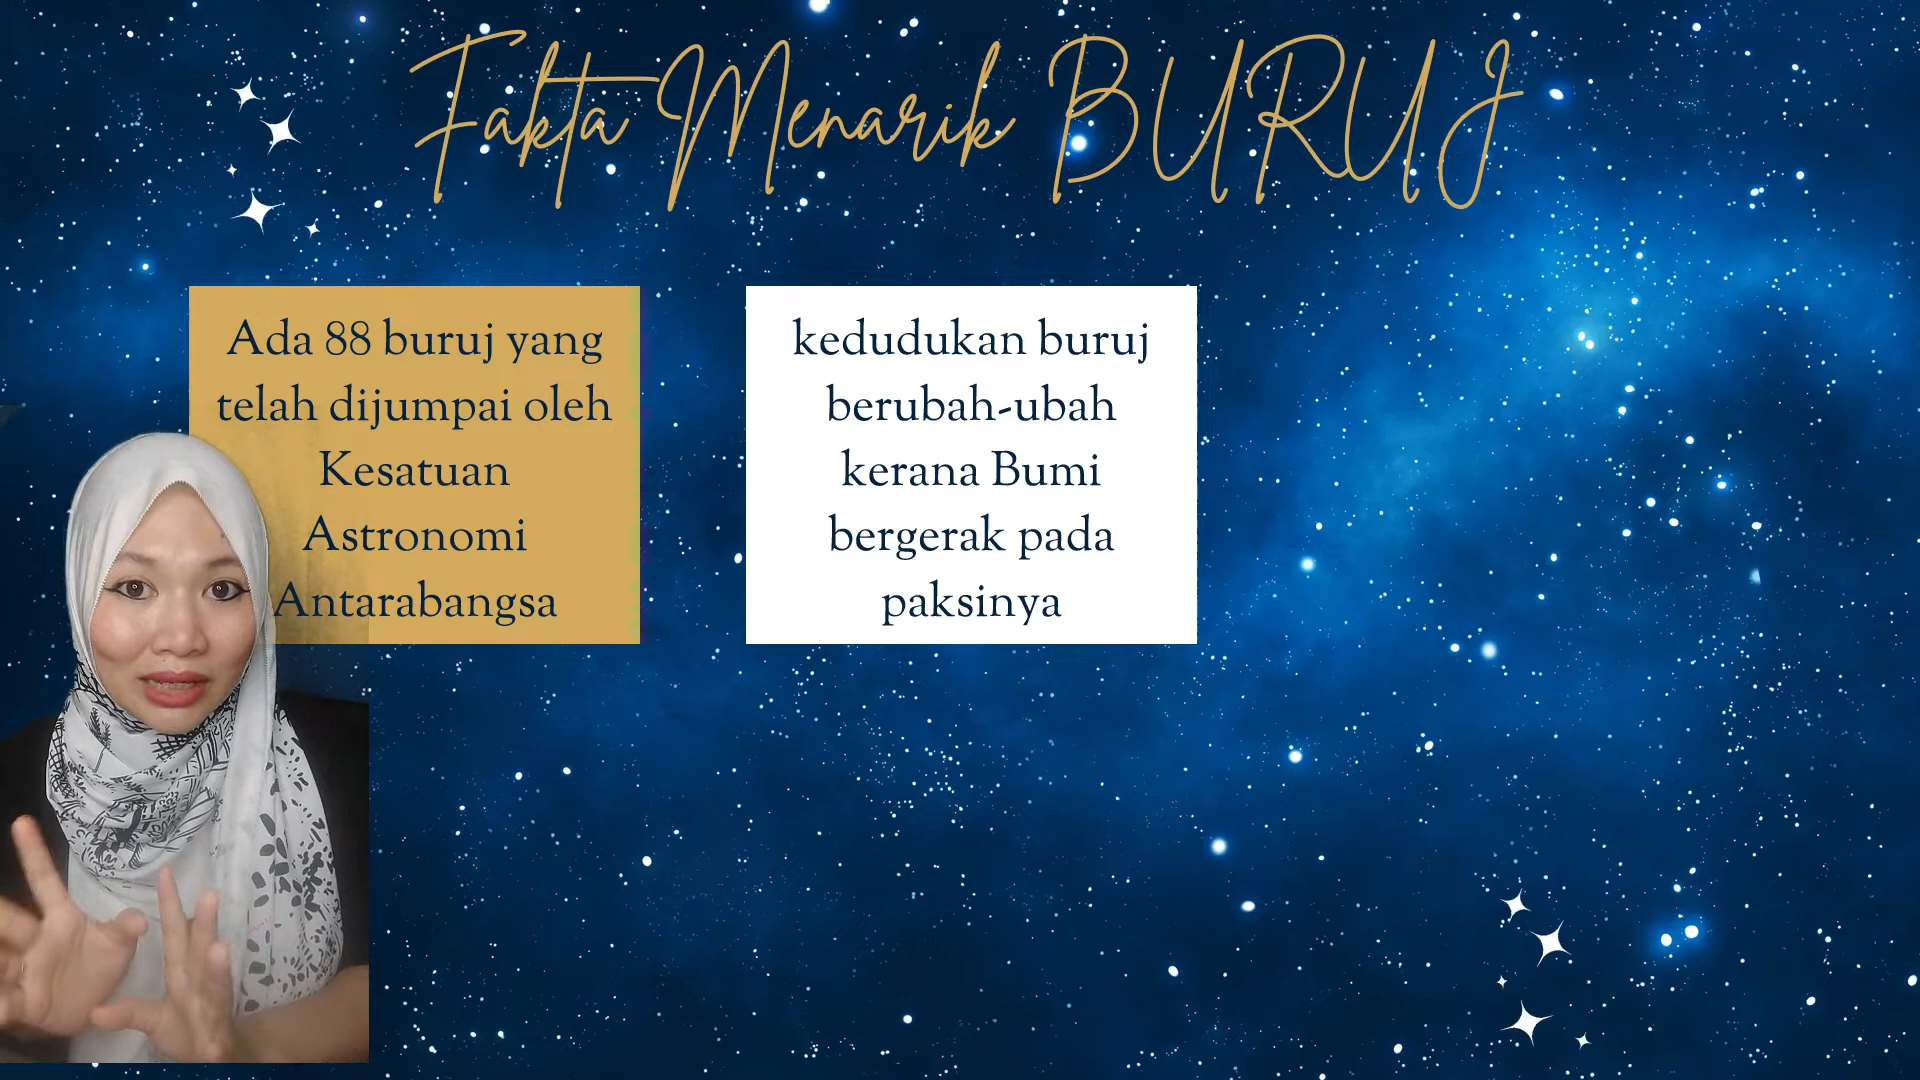 Fakta Menarik BURUJ
Ada 88 buruj yang
telah dijumpai oleh
Kesatuan
Astronomi
Antarabangsa
kedudukan buruj
berubah-ubah
kerana Bumi
bergerak pada
paksinya